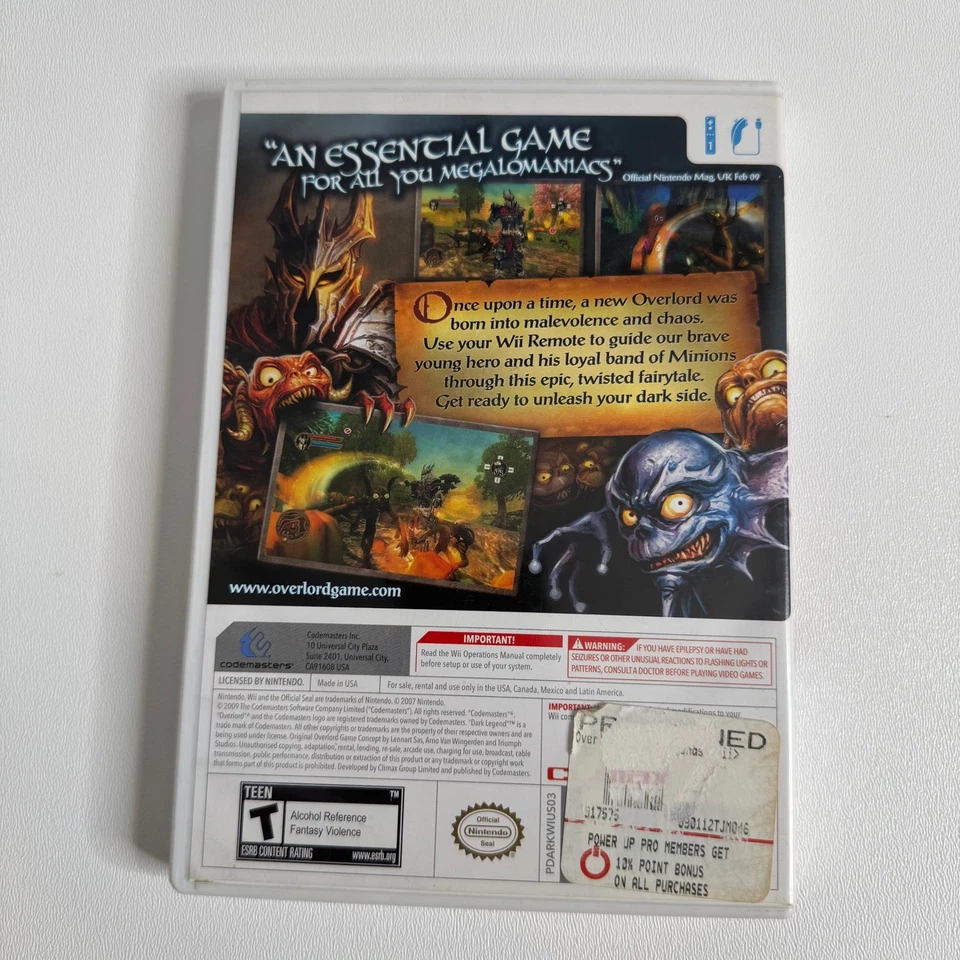 "AN ESSENTIAL GAME
FOR ALL YOU MEGALOMANIACS"
Official Nintendo Mag, UK Feb 09
1
Once upon a time, a new Overlord was
born into malevolence and chaos.
Use your Wii Remote to guide our brave
young hero and his loyal band of Minions
through this epic, twisted fairytale.
Get ready to unleash your dark side.
www.overlordgame.com
codemasters®
Codemasters Inc.
10 Universal City Plaza
Suite 2401, Universal City,
CA91608 USA
IMPORTANT!
Read the Wii Operations Manual completely
before setup or use of your system.
WARNING: IF YOU HAVE EPILEPSY OR HAVE HAD
SEIZURES OR OTHER UNUSUAL REACTIONS TO FLASHING LIGHTS OR
PATTERNS, CONSULT A DOCTOR BEFORE PLAYING VIDEO GAMES.
LICENSED BY NINTENDO.
Made in USA
For sale, rental and use only in the USA, Canada, Mexico and Latin America.
Nintendo, Wii and the Official Seal are trademarks of Nintendo. © 2007 Nintendo.
© 2009 The Codemasters Software Company Limited ("Codemasters"). All rights reserved. "Codemasters"®,
"Overlord"® and the Codemasters logo are registered trademarks owned by Codemasters. "Dark Legend"™ is a
trade mark of Codemasters. All other copyrights or trademarks are the property of their respective owners and are
being used under license. Original Overlord Game Concept by Lennart Sas, Arno Van Wingerden and Triumph
Studios. Unauthorised copying, adaptation, rental, lending, re-sale, arcade use, charging for use, broadcast, cable
transmission, public performance, distribution or extraction of this product or any trademark or copyright work
that forms part of this product is prohibited. Developed by Climax Group Limited and published by Codemasters.
IMPORTANT:
Wii
modifications to your
TEEN
TM
T
Alcohol Reference
Fantasy Violence
ESRB CONTENT RATING
www.esrb.org
Official
Nintendo
Seal
PDARKWIUS03
Over
917575
090112TJM046
POWER UP PRO MEMBERS GET
10% POINT BONUS
ON ALL PURCHASES